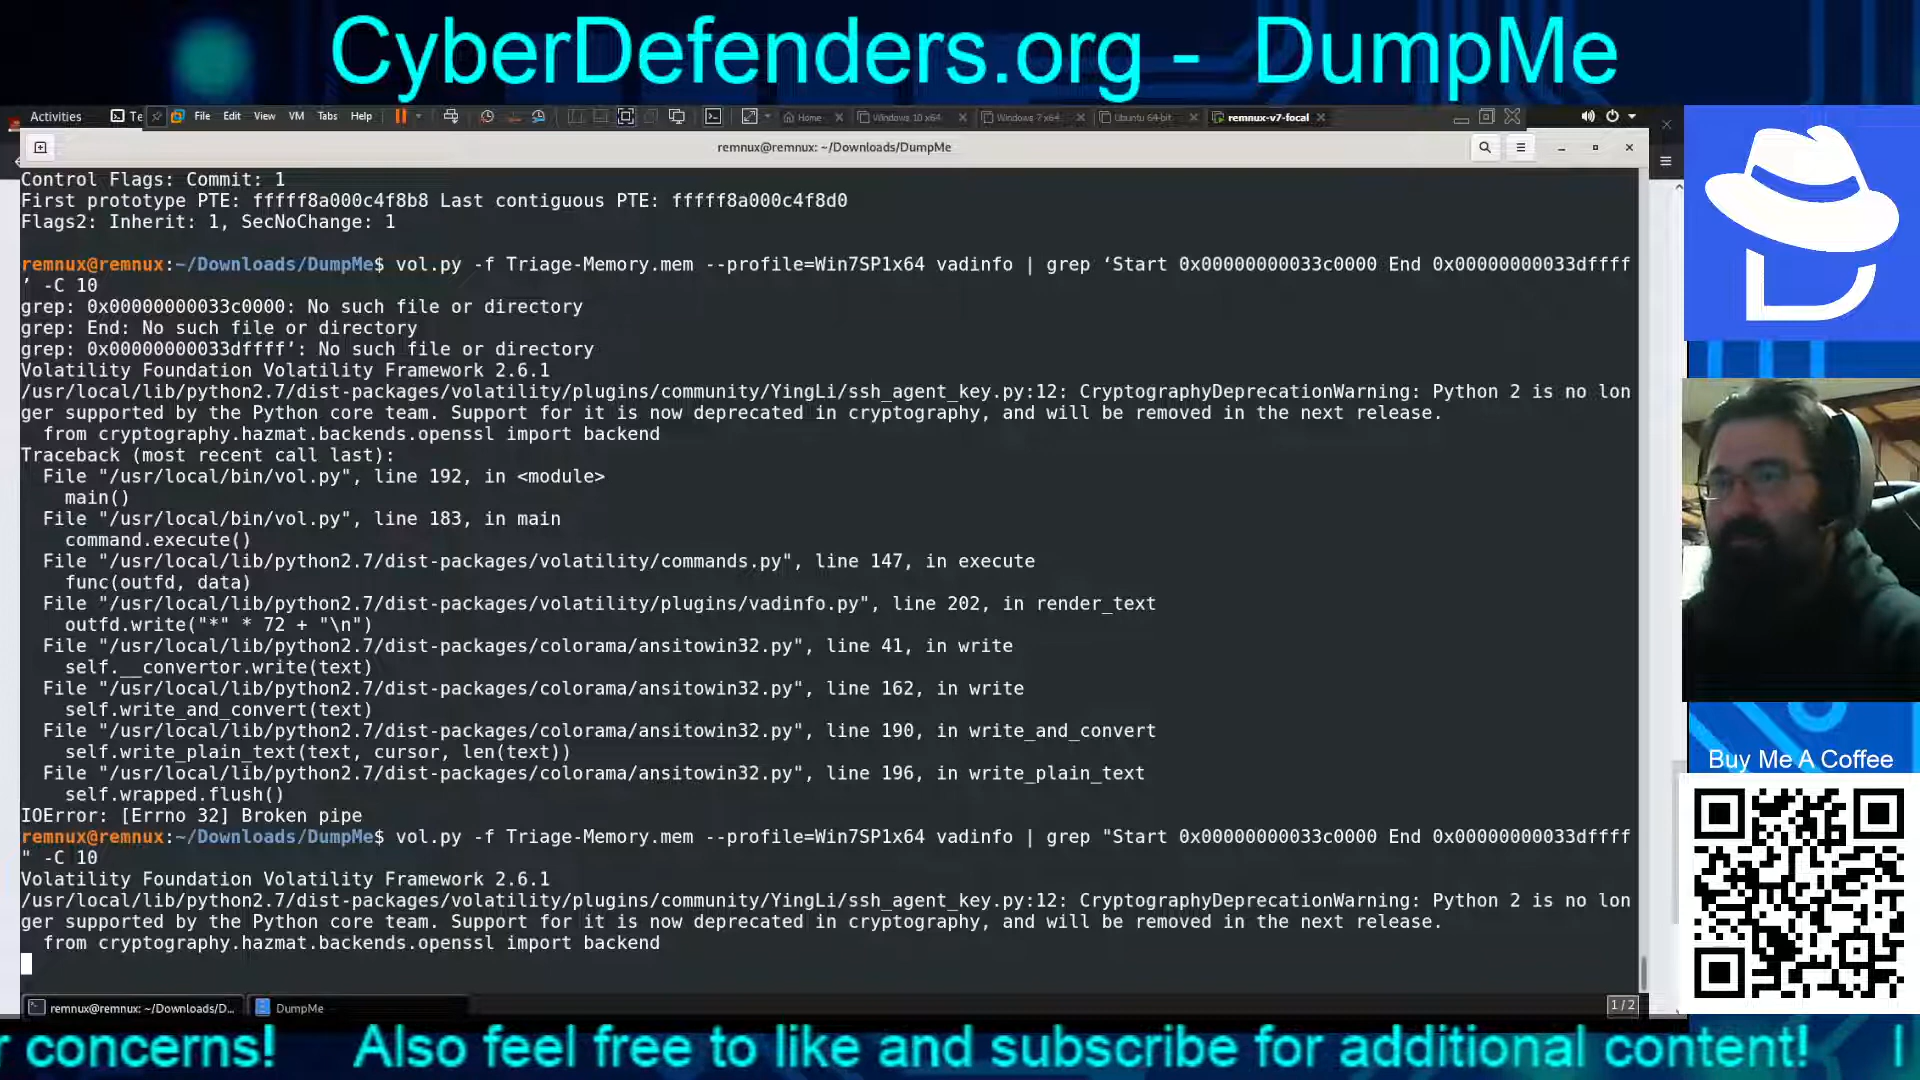 CyberDefenders.org - DumpMe
Activities
File Edit View VM Tabs Help
Home
Windows 10 x64
Windows 7 x64
Ubuntu 64-bit
remnux-v7-focal
remnux@remnux: ~/Downloads/DumpMe
Control Flags: Commit: 1
First prototype PTE: fffff8a000c4f8b8 Last contiguous PTE: fffff8a000c4f8d0
Flags2: Inherit: 1, SecNoChange: 1
remnux@remnux:~/Downloads/DumpMe$ vol.py -f Triage-Memory.mem --profile=Win7SP1x64 vadinfo | grep ‘Start 0x00000000033c0000 End 0x00000000033dffff
’ -C 10
grep: 0x00000000033c0000: No such file or directory
grep: End: No such file or directory
grep: 0x00000000033dffff’: No such file or directory
Volatility Foundation Volatility Framework 2.6.1
/usr/local/lib/python2.7/dist-packages/volatility/plugins/community/YingLi/ssh_agent_key.py:12: CryptographyDeprecationWarning: Python 2 is no lon
ger supported by the Python core team. Support for it is now deprecated in cryptography, and will be removed in the next release.
from cryptography.hazmat.backends.openssl import backend
Traceback (most recent call last):
File "/usr/local/bin/vol.py", line 192, in <module>
main()
File "/usr/local/bin/vol.py", line 183, in main
command.execute()
File "/usr/local/lib/python2.7/dist-packages/volatility/commands.py", line 147, in execute
func(outfd, data)
File "/usr/local/lib/python2.7/dist-packages/volatility/plugins/vadinfo.py", line 202, in render_text
outfd.write("*" * 72 + "\n")
File "/usr/local/lib/python2.7/dist-packages/colorama/ansitowin32.py", line 41, in write
self.__convertor.write(text)
File "/usr/local/lib/python2.7/dist-packages/colorama/ansitowin32.py", line 162, in write
self.write_and_convert(text)
File "/usr/local/lib/python2.7/dist-packages/colorama/ansitowin32.py", line 190, in write_and_convert
self.write_plain_text(text, cursor, len(text))
File "/usr/local/lib/python2.7/dist-packages/colorama/ansitowin32.py", line 196, in write_plain_text
self.wrapped.flush()
IOError: [Errno 32] Broken pipe
remnux@remnux:~/Downloads/DumpMe$ vol.py -f Triage-Memory.mem --profile=Win7SP1x64 vadinfo | grep "Start 0x00000000033c0000 End 0x00000000033dffff
" -C 10
Volatility Foundation Volatility Framework 2.6.1
/usr/local/lib/python2.7/dist-packages/volatility/plugins/community/YingLi/ssh_agent_key.py:12: CryptographyDeprecationWarning: Python 2 is no lon
ger supported by the Python core team. Support for it is now deprecated in cryptography, and will be removed in the next release.
from cryptography.hazmat.backends.openssl import backend
Buy Me A Coffee
remnux@remnux: ~/Downloads/D...
DumpMe
1 / 2
r concerns! Also feel free to like and subscribe for additional content!